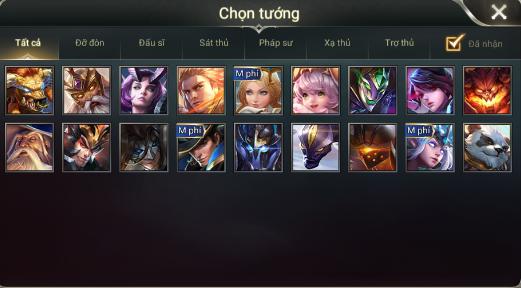 Chọn tướng
Tất cả Đỡ đòn Đấu sĩ Sát thủ Pháp sư Xạ thủ Trợ thủ Đã nhận
M phí
M phí M phí